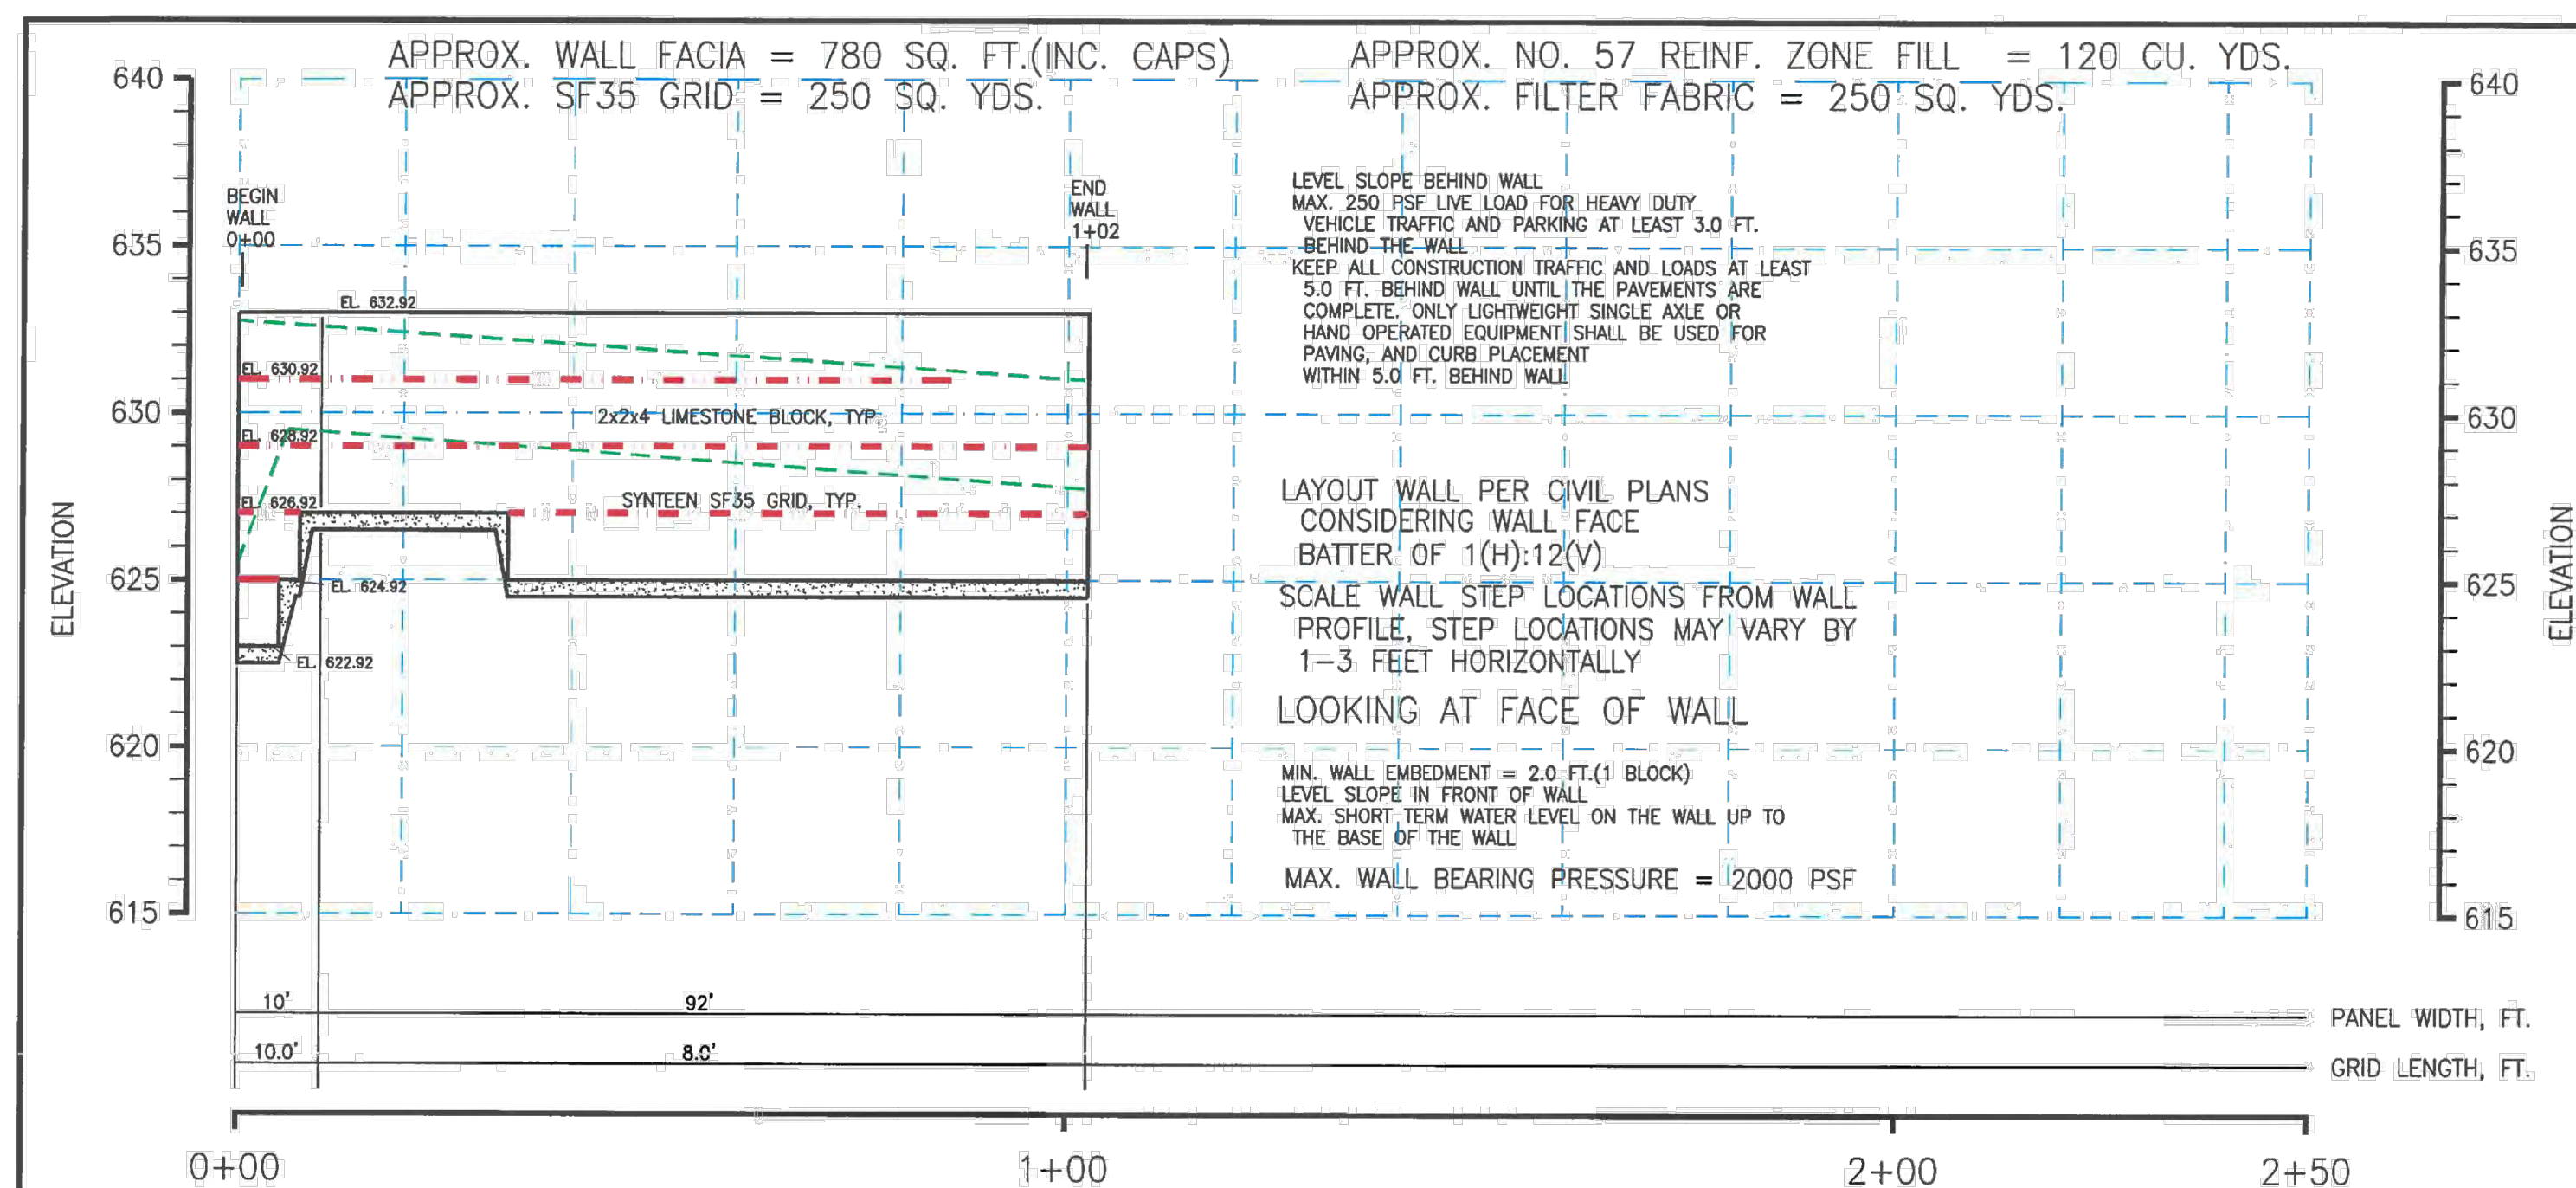 APPROX. WALL FACIA = 780 SQ. FT.(INC. CAPS)
APPROX. SF35 GRID = 250 SQ. YDS.
APPROX. NO. 57 REINF. ZONE FILL = 120 CU. YDS.
APPROX. FILTER FABRIC = 250 SQ. YDS.
640
635
630
625
620
615
ELEVATION
BEGIN
WALL
0+00
END
WALL
1+02
EL. 632.92
EL. 630.92
2x2x4 LIMESTONE BLOCK, TYP.
EL. 628.92
EL. 626.92
SYNTEEN SF35 GRID, TYP.
EL. 624.92
EL. 622.92
LEVEL SLOPE BEHIND WALL
MAX. 250 PSF LIVE LOAD FOR HEAVY DUTY
VEHICLE TRAFFIC AND PARKING AT LEAST 3.0 FT.
BEHIND THE WALL
KEEP ALL CONSTRUCTION TRAFFIC AND LOADS AT LEAST
5.0 FT. BEHIND WALL UNTIL THE PAVEMENTS ARE
COMPLETE. ONLY LIGHTWEIGHT SINGLE AXLE OR
HAND OPERATED EQUIPMENT SHALL BE USED FOR
PAVING, AND CURB PLACEMENT
WITHIN 5.0 FT. BEHIND WALL
LAYOUT WALL PER CIVIL PLANS
CONSIDERING WALL FACE
BATTER OF 1(H):12(V)
SCALE WALL STEP LOCATIONS FROM WALL
PROFILE, STEP LOCATIONS MAY VARY BY
1-3 FEET HORIZONTALLY
LOOKING AT FACE OF WALL
MIN. WALL EMBEDMENT = 2.0 FT.(1 BLOCK)
LEVEL SLOPE IN FRONT OF WALL
MAX. SHORT TERM WATER LEVEL ON THE WALL UP TO
THE BASE OF THE WALL
MAX. WALL BEARING PRESSURE = 2000 PSF
640
635
630
625
620
615
ELEVATION
10'
92'
PANEL WIDTH, FT.
10.0'
8.0'
GRID LENGTH, FT.
0+00
1+00
2+00
2+50